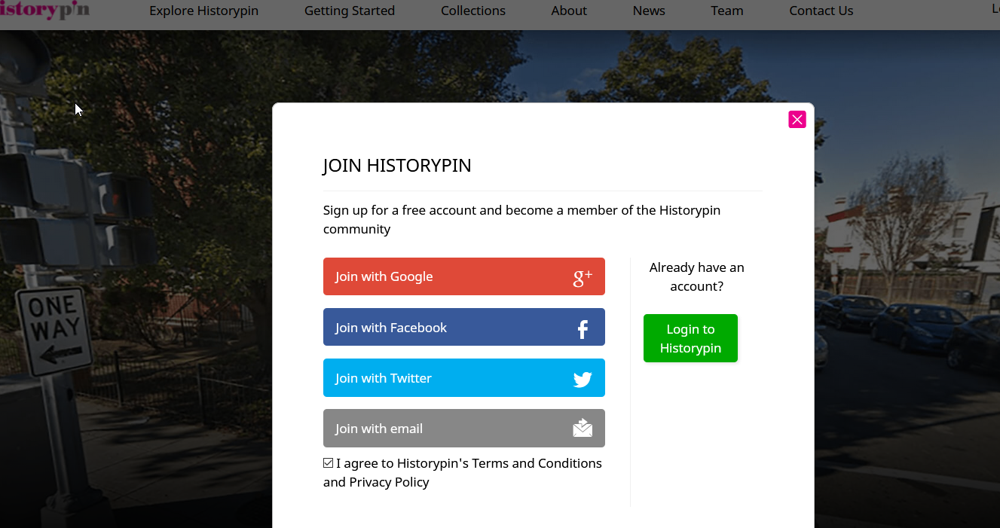 istorypin Explore Historypin Getting Started Collections About News Team Contact Us
JOIN HISTORYPIN
Sign up for a free account and become a member of the Historypin
community
Join with Google g+
Join with Facebook f
Join with Twitter
Join with email
I agree to Historypin's Terms and Conditions
and Privacy Policy
Already have an
account?
Login to
Historypin
ONE
WAY